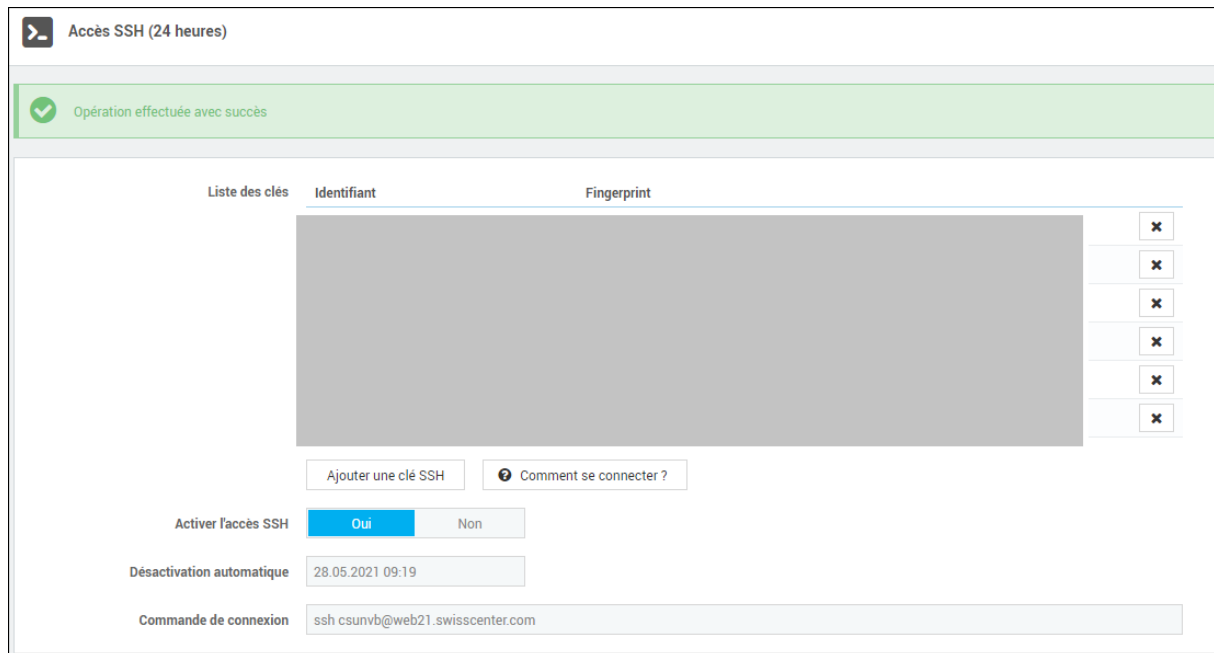 Accès SSH (24 heures)
Opération effectuée avec succès
Liste des clés Identifiant Fingerprint
Ajouter une clé SSH Comment se connecter ?
Activer l'accès SSH Oui Non
Désactivation automatique 28.05.2021 09:19
Commande de connexion ssh csunvb@web21.swisscenter.com